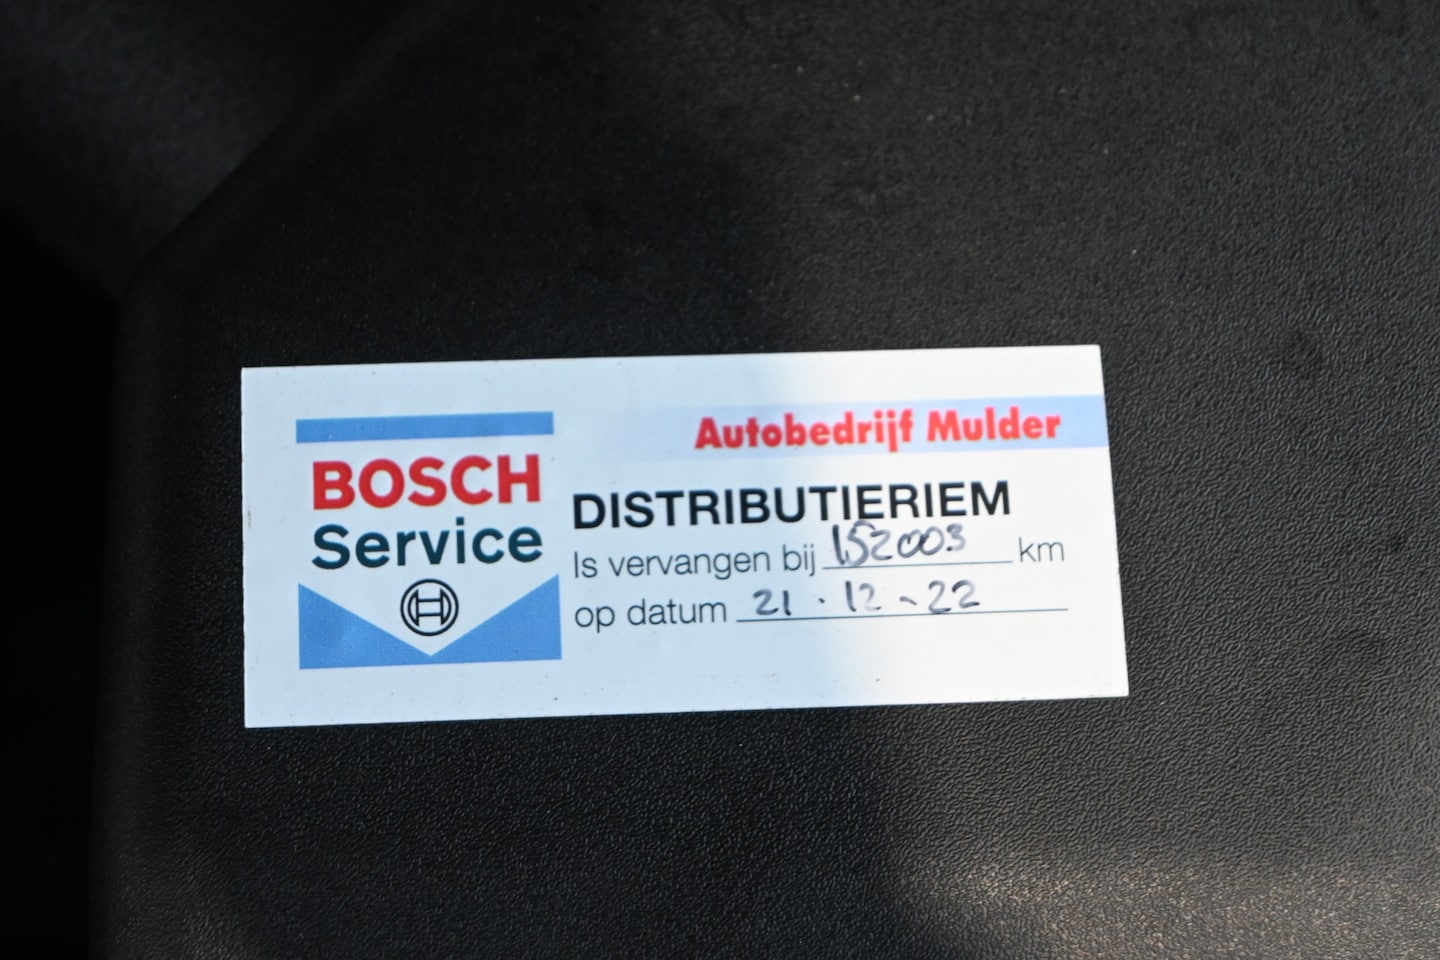 Autobedrijf Mulder
BOSCH
Service
DISTRIBUTIERIEM
Is vervangen bij 152003 km
op datum 21-12-22